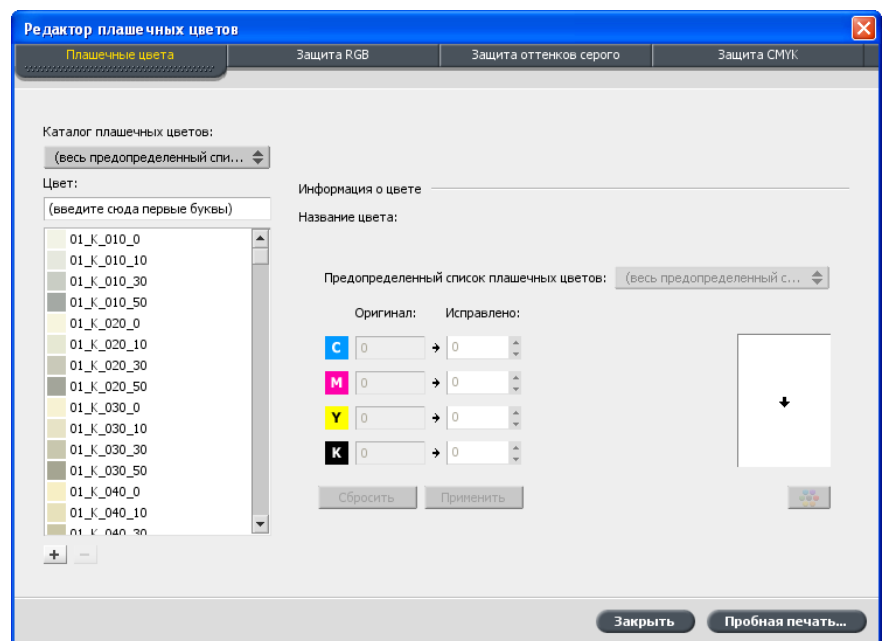 Редактор плашечных цветов
Плашечные цвета Защита RGB Защита оттенков серого Защита CMYK
Каталог плашечных цветов:
(весь предопределенный спи...
Цвет:
(введите сюда первые буквы)
01_K_010_0
01_K_010_10
01_K_010_30
01_K_010_50
01_K_020_0
01_K_020_10
01_K_020_30
01_K_020_50
01_K_030_0
01_K_030_10
01_K_030_30
01_K_030_50
01_K_040_0
01_K_040_10
01_K_040_30
Информация о цвете
Название цвета:
Предопределенный список плашечных цветов: (весь предопределенный с...
Оригинал: Исправлено:
C 0 0
M 0 0
Y 0 0
K 0 0
Сбросить Применить
Закрыть Пробная печать...